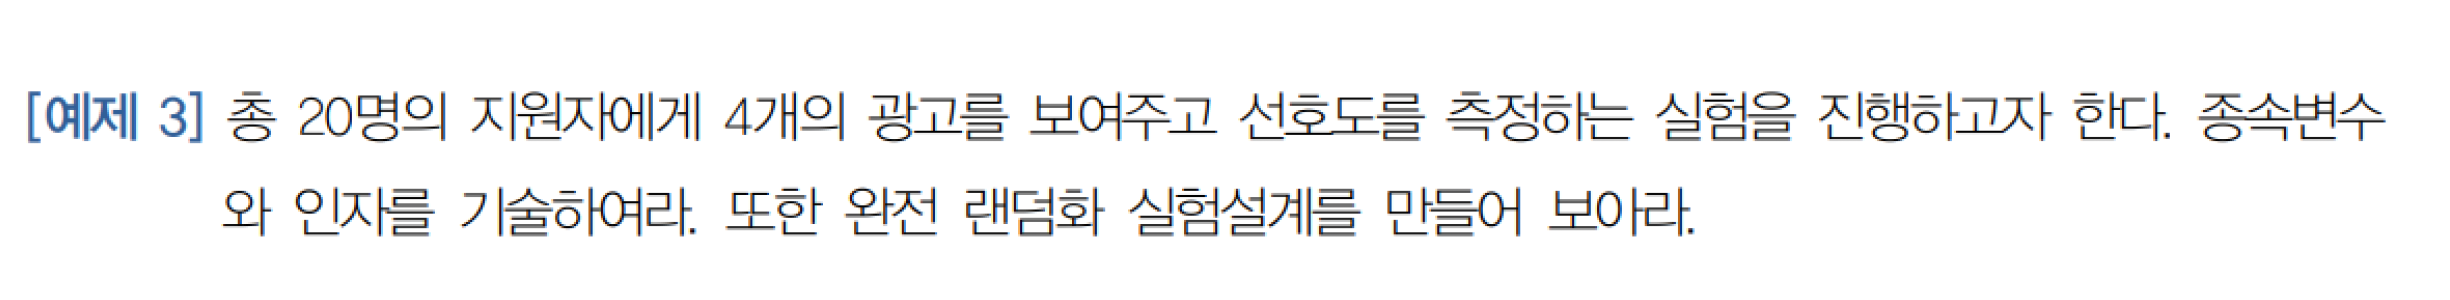 [예제 3] 총 20명의 지원자에게 4개의 광고를 보여주고 선호도를 측정하는 실험을 진행하고자 한다. 종속변수
와 인자를 기술하여라. 또한 완전 랜덤화 실험설계를 만들어 보아라.